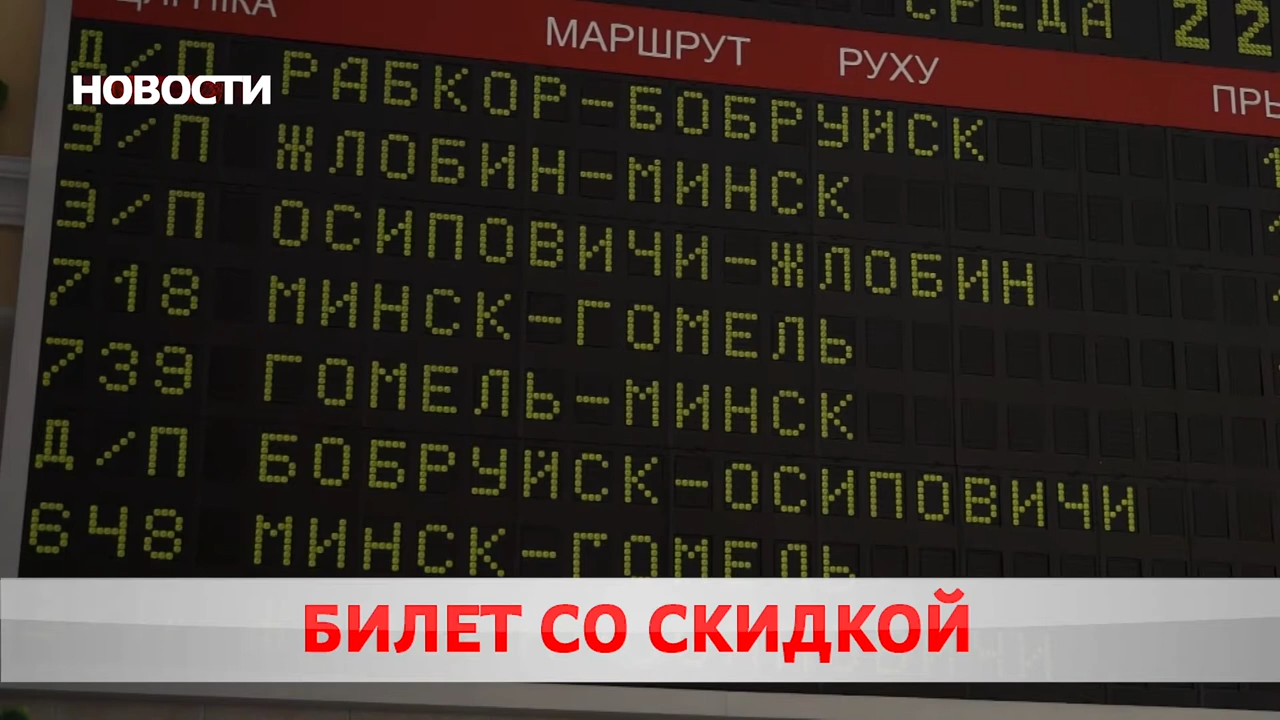 СРЕДА 22
МАРШРУТ РУХУ
НОВОСТИ
Д/П РАБКОР-БОБРУЙСК
Э/П ЖЛОБИН-МИНСК
Э/П ОСИПОВИЧИ-ЖЛОБИН
718 МИНСК-ГОМЕЛЬ
739 ГОМЕЛЬ-МИНСК
Д/П БОБРУЙСК-ОСИПОВИЧИ
648 МИНСК-ГОМЕЛЬ
БИЛЕТ СО СКИДКОЙ